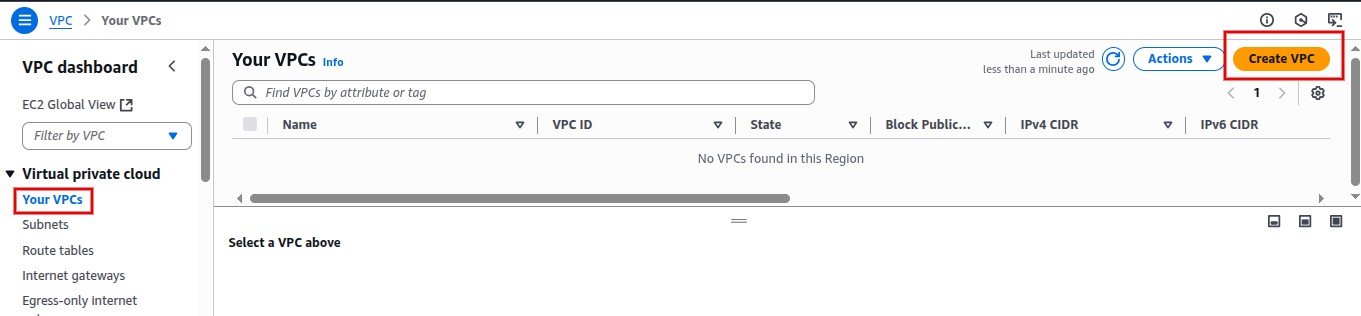 VPC > Your VPCs
VPC dashboard
EC2 Global View
Filter by VPC
Virtual private cloud
Your VPCs
Subnets
Route tables
Internet gateways
Egress-only internet
Your VPCs Info
Last updated
less than a minute ago
Actions
Create VPC
Find VPCs by attribute or tag
1
Name VPC ID State Block Public... IPv4 CIDR IPv6 CIDR
No VPCs found in this Region
Select a VPC above